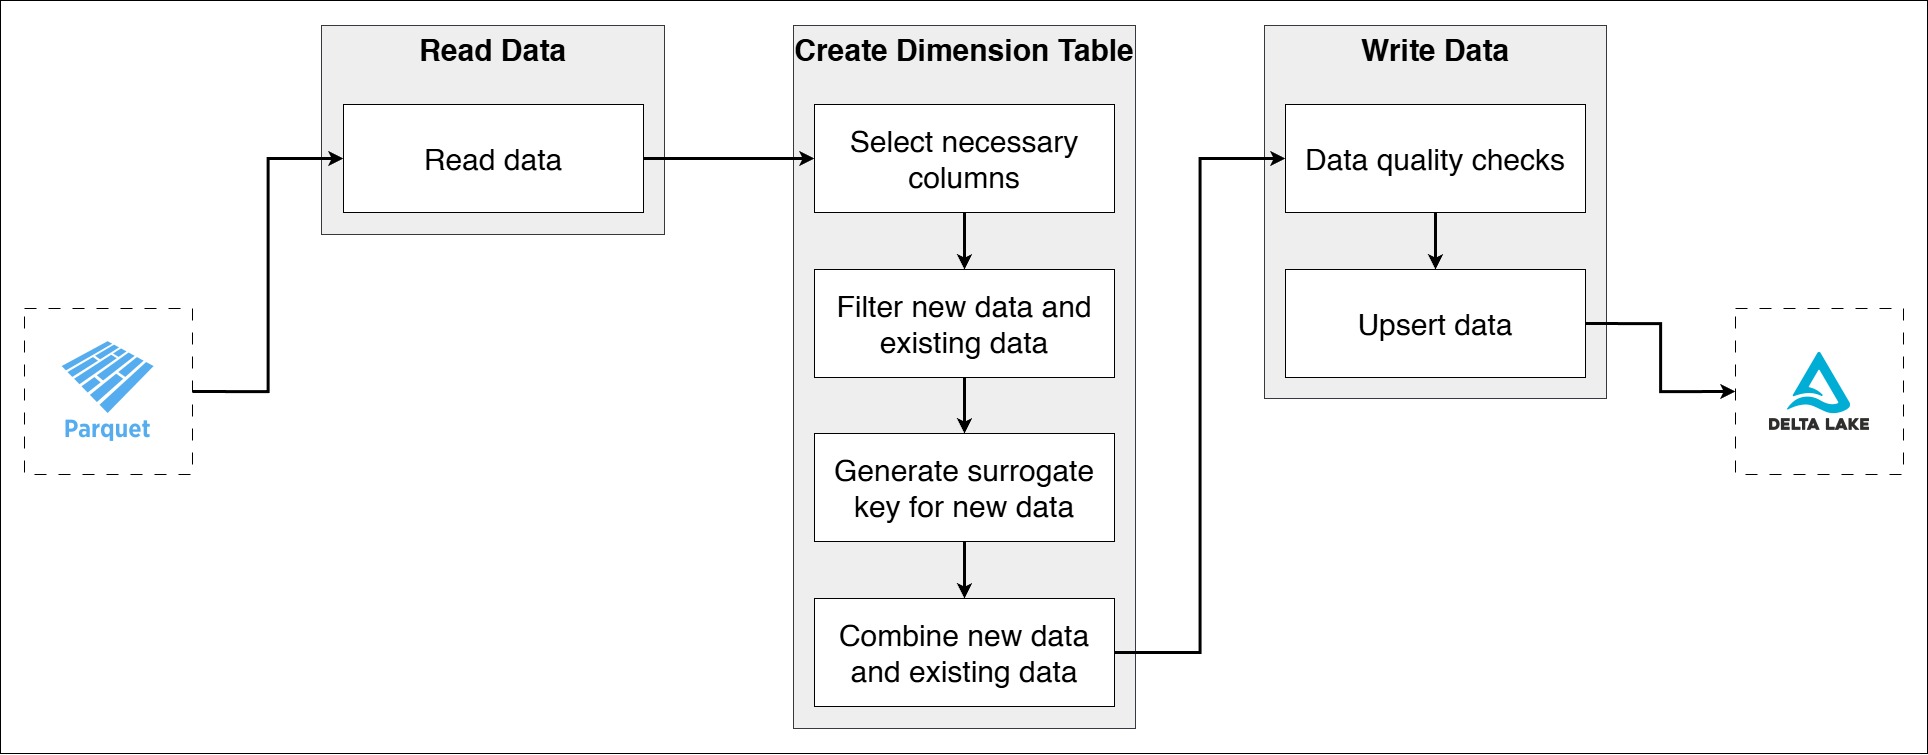 Read Data
Read data
Create Dimension Table
Select necessary
columns
Filter new data and
existing data
Generate surrogate
key for new data
Combine new data
and existing data
Write Data
Data quality checks
Upsert data
Parquet
DELTA LAKE